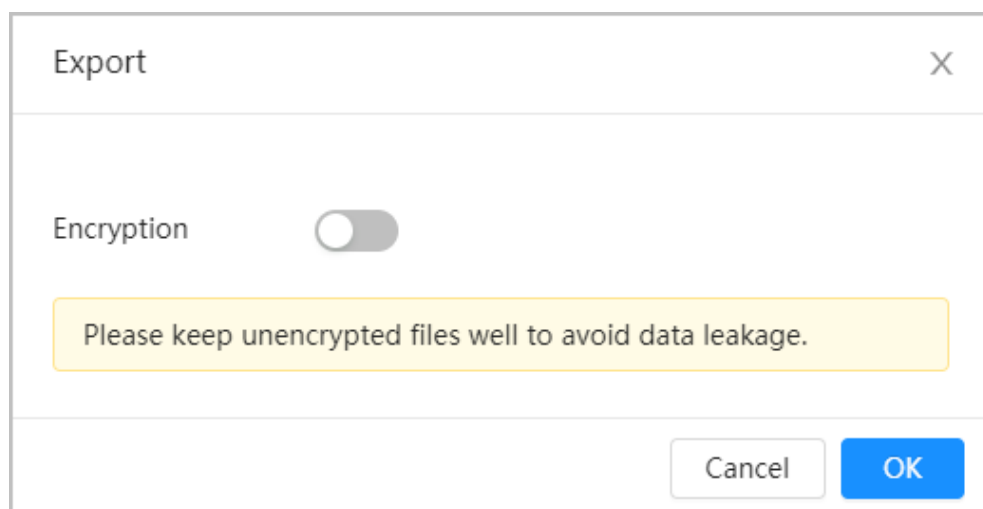 Export
Encryption
Please keep unencrypted files well to avoid data leakage.
Cancel OK